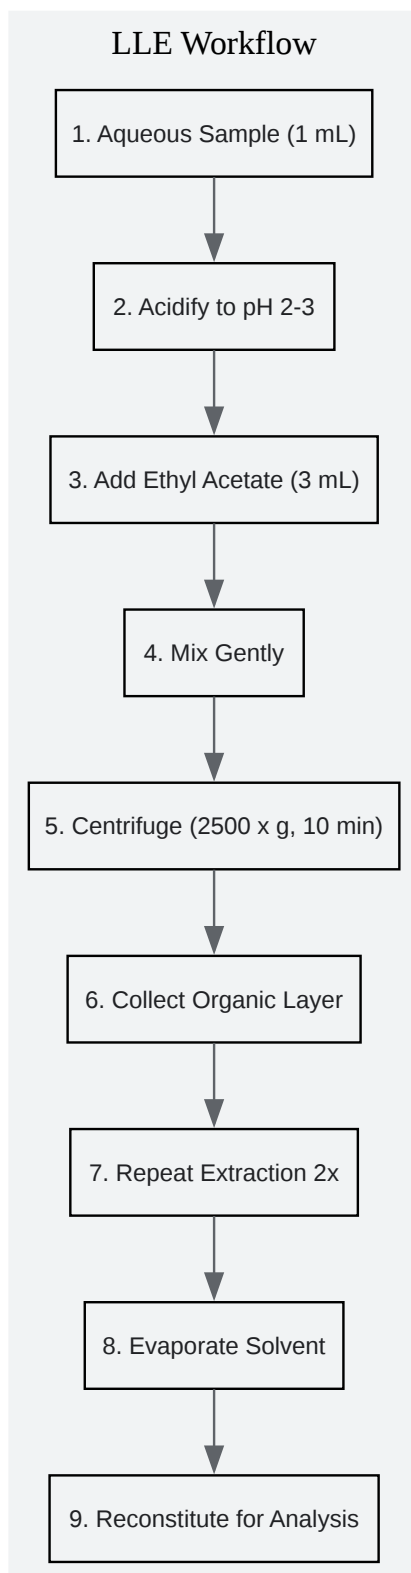 LLE Workflow
1. Aqueous Sample (1 mL)
2. Acidify to pH 2-3
3. Add Ethyl Acetate (3 mL)
4. Mix Gently
5. Centrifuge (2500 x g, 10 min)
6. Collect Organic Layer
7. Repeat Extraction 2x
8. Evaporate Solvent
9. Reconstitute for Analysis